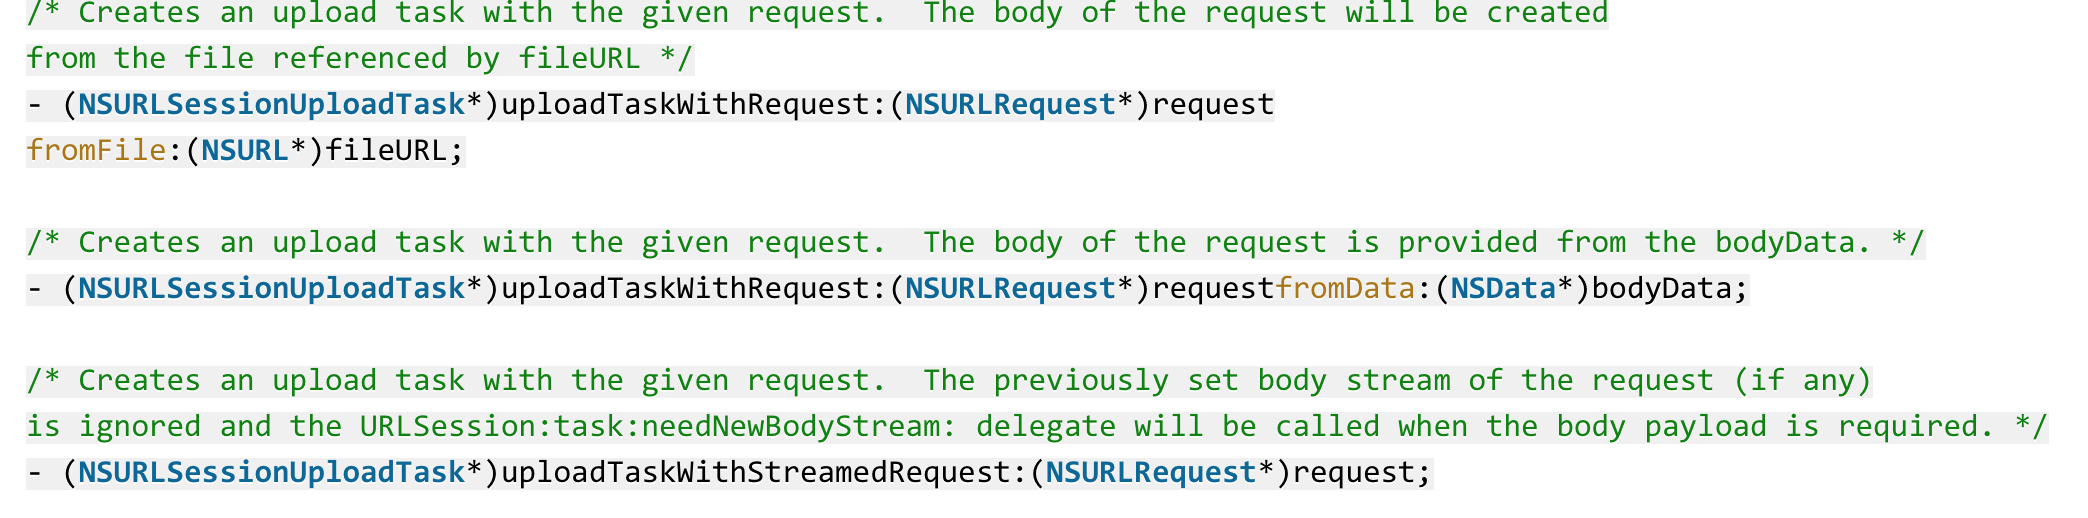 /* Creates an upload task with the given request.  The body of the request will be created
from the file referenced by fileURL */
- (NSURLSessionUploadTask*)uploadTaskWithRequest:(NSURLRequest*)request
fromFile:(NSURL*)fileURL;
/* Creates an upload task with the given request.  The body of the request is provided from the bodyData. */
- (NSURLSessionUploadTask*)uploadTaskWithRequest:(NSURLRequest*)requestfromData:(NSData*)bodyData;
/* Creates an upload task with the given request.  The previously set body stream of the request (if any)
is ignored and the URLSession:task:needNewBodyStream: delegate will be called when the body payload is required. */
- (NSURLSessionUploadTask*)uploadTaskWithStreamedRequest:(NSURLRequest*)request;